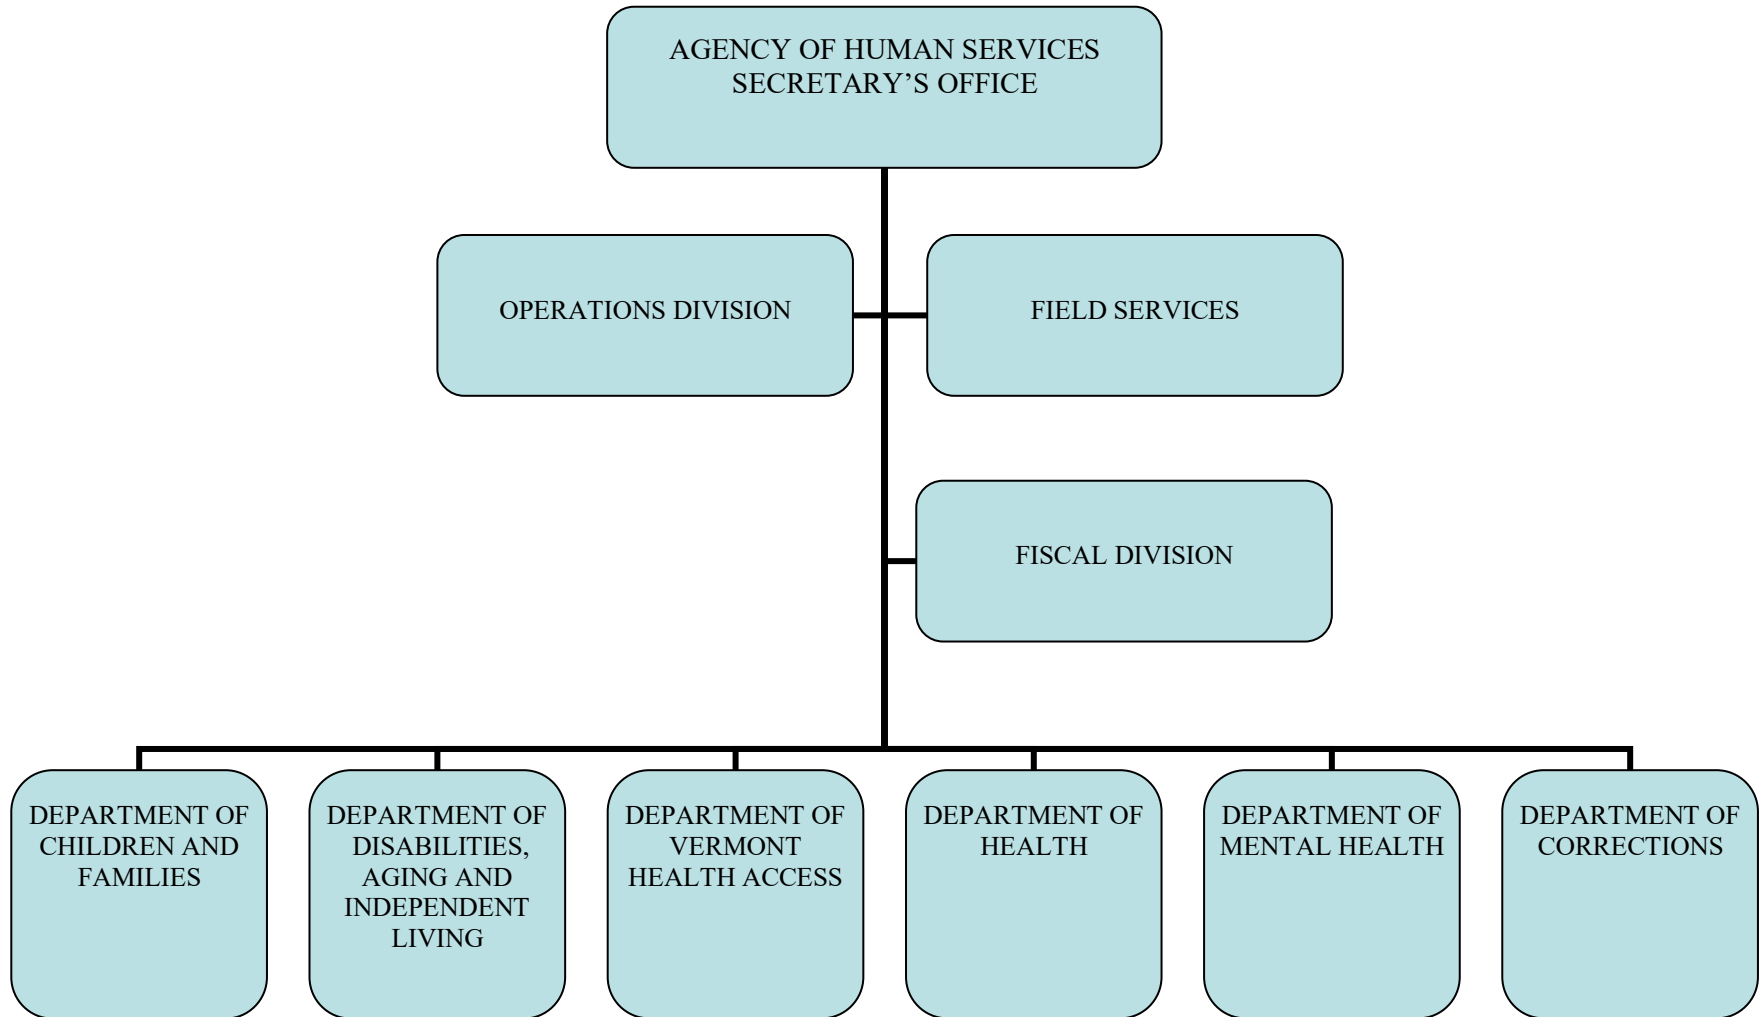 AGENCY OF HUMAN SERVICES
SECRETARY’S OFFICE
OPERATIONS DIVISION
FIELD SERVICES
FISCAL DIVISION
DEPARTMENT OF
CHILDREN AND
FAMILIES
DEPARTMENT OF
DISABILITIES,
AGING AND
INDEPENDENT
LIVING
DEPARTMENT OF
VERMONT
HEALTH ACCESS
DEPARTMENT OF
HEALTH
DEPARTMENT OF
MENTAL HEALTH
DEPARTMENT OF
CORRECTIONS